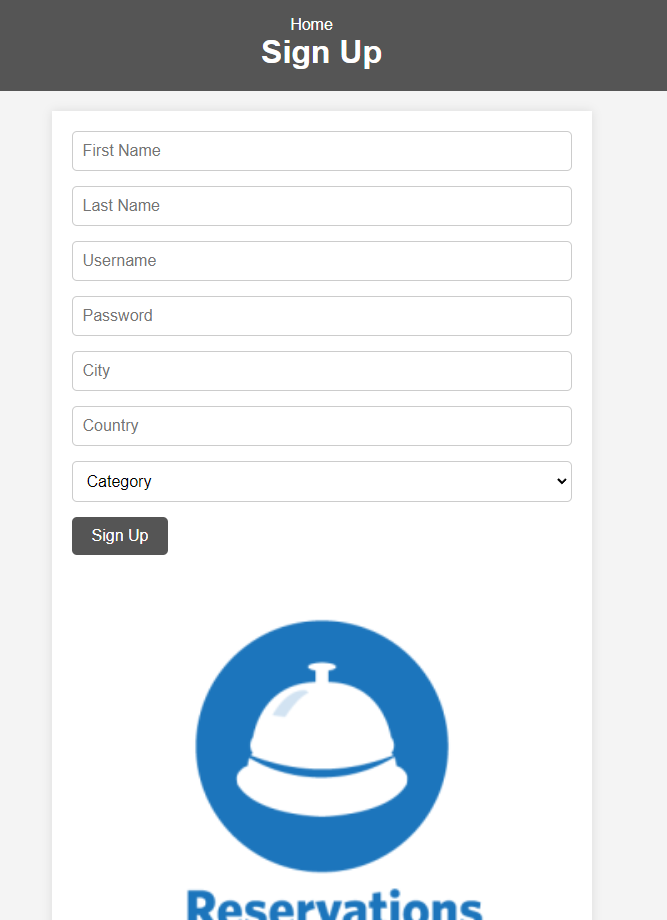 Home
Sign Up
First Name
Last Name
Username
Password
City
Country
Category
Sign Up
Reservations